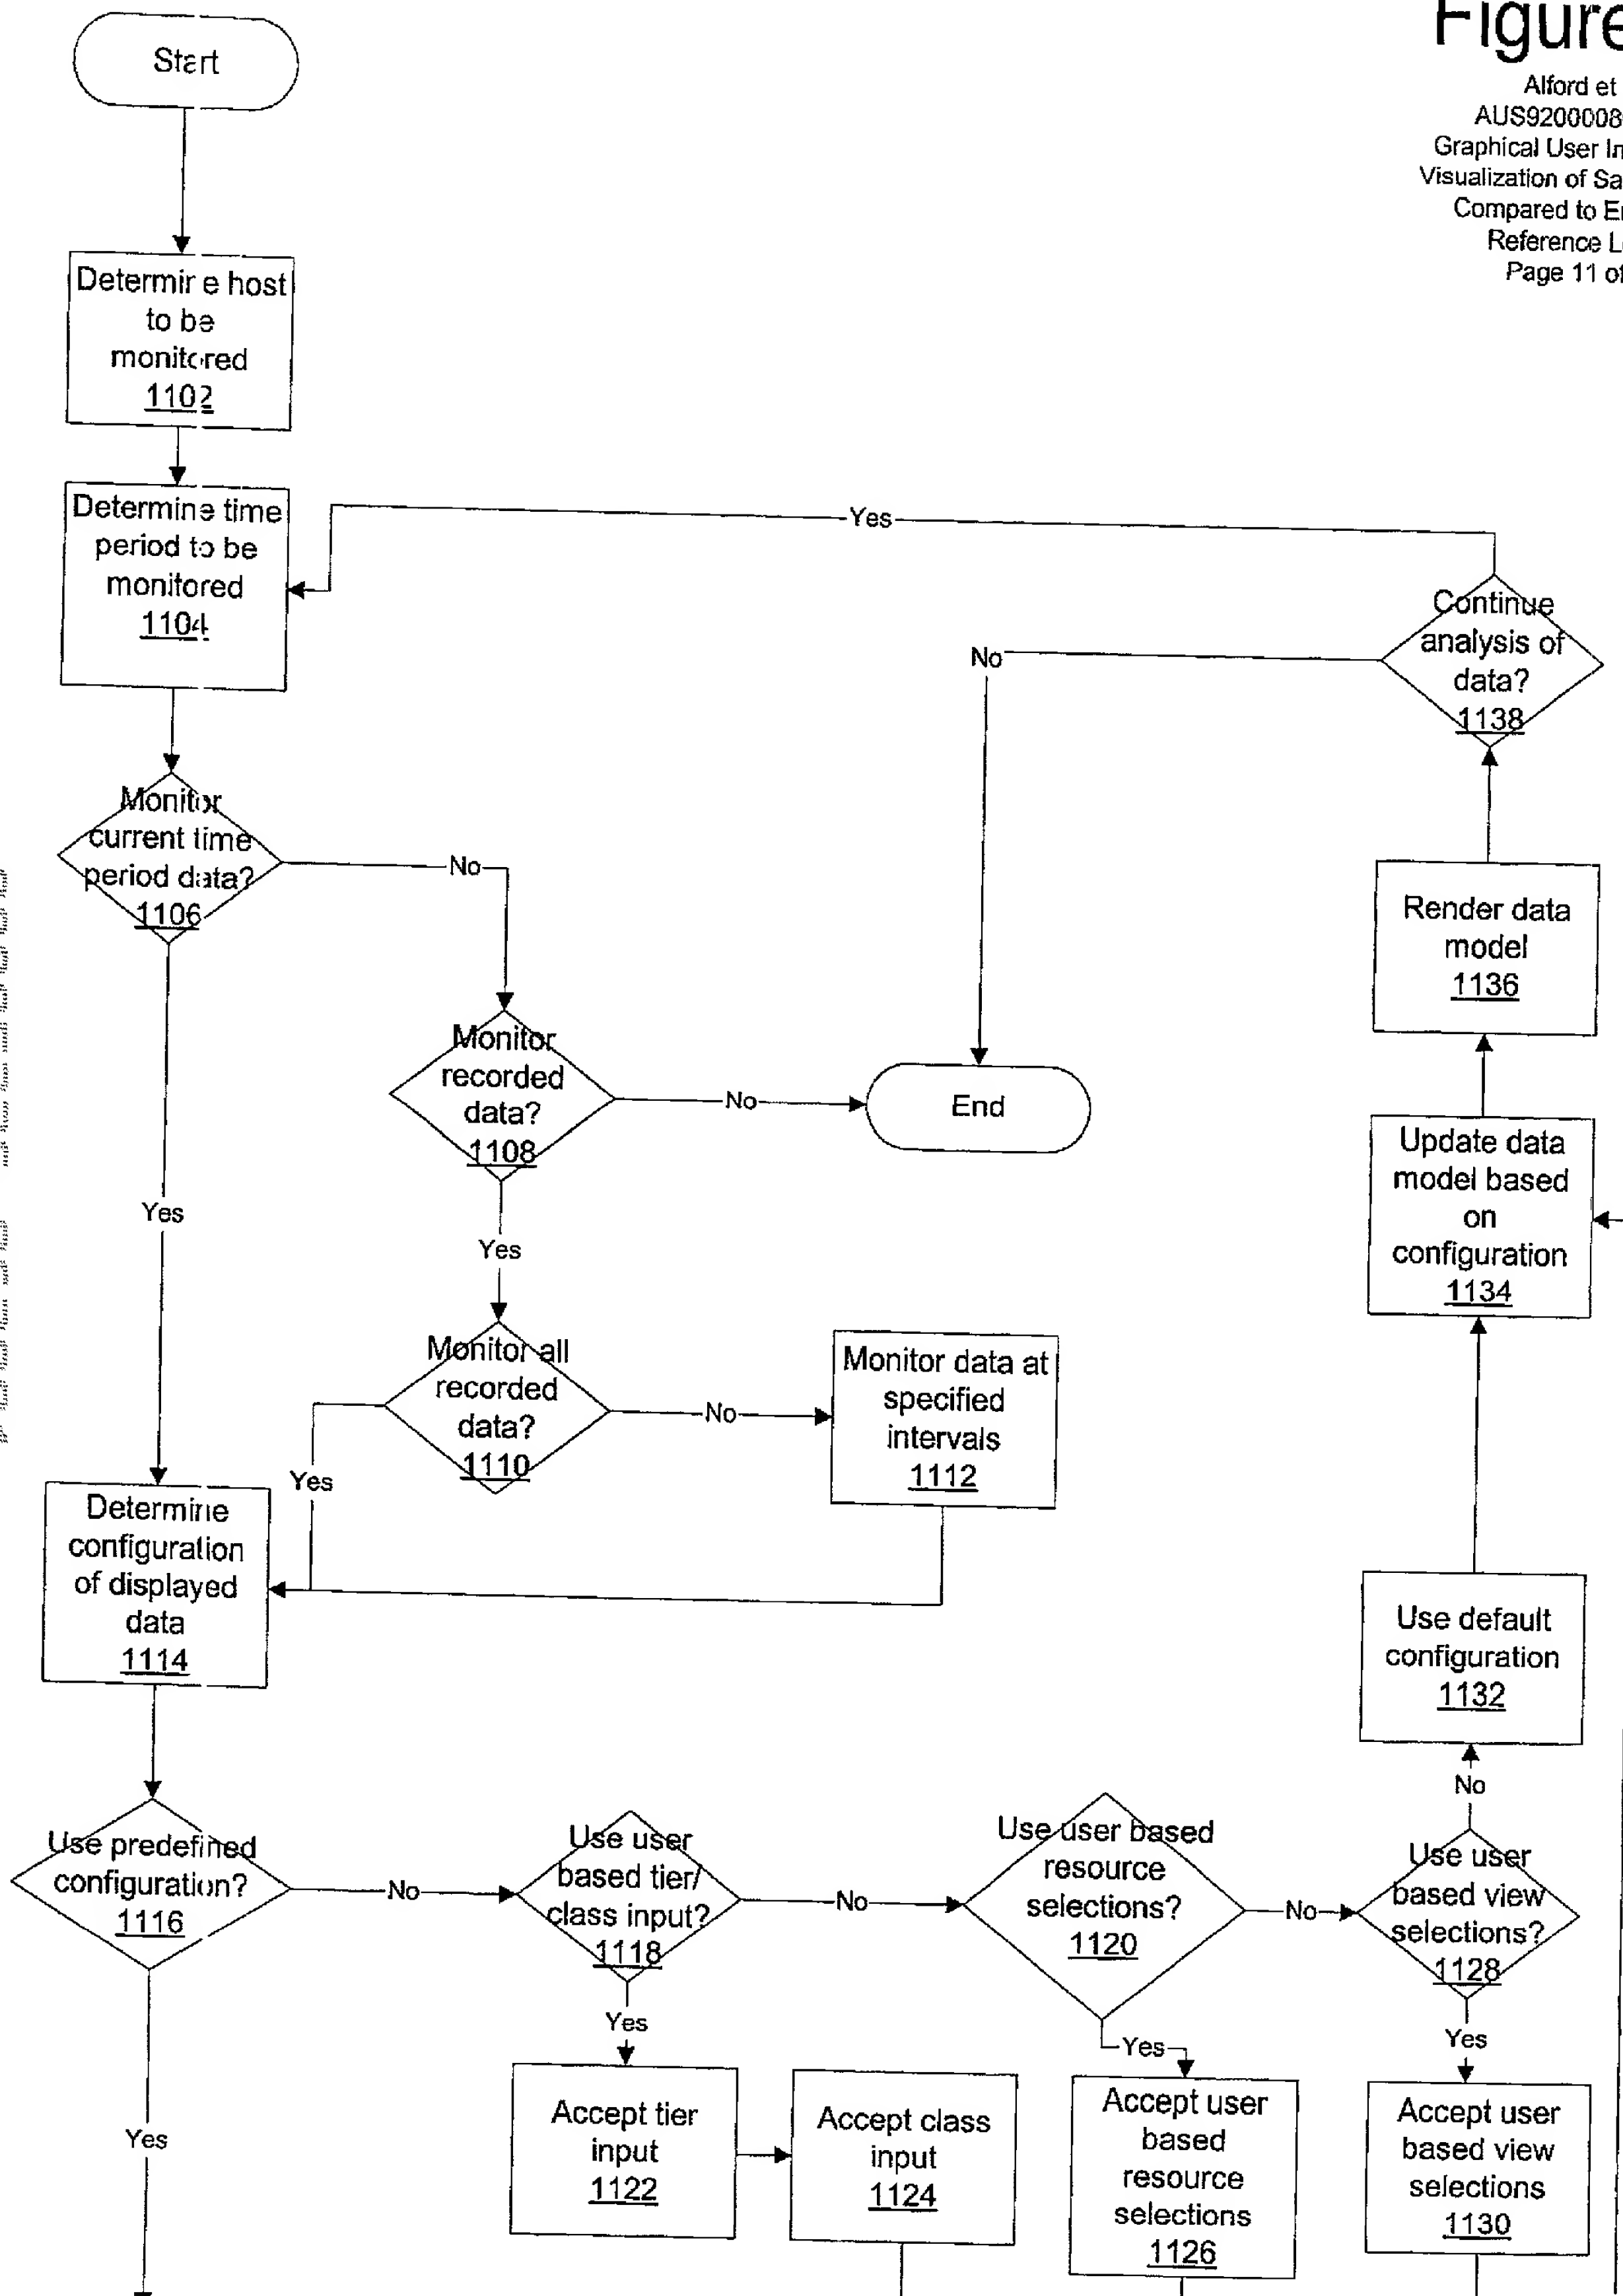 Figure
Alford et
AUS9200008
Graphical User In
Visualization of Sa
Compared to E
Reference L
Page 11 of
Start
Determine host
to be
monitored
1102
Determine time
period to be
monitored
1104
Yes
Continue
analysis of
data?
1138
No
Monitor
current time
period data?
1106
No
Render data
model
1136
Monitor
recorded
data?
1108
No
End
Update data
model based
on
configuration
1134
Yes
Yes
Monitor all
recorded
data?
1110
No
Monitor data at
specified
intervals
1112
Yes
Determine
configuration
of displayed
data
1114
Use default
configuration
1132
No
Use predefined
configuration?
1116
No
Use user
based tier/
class input?
1118
No
Use user based
resource
selections?
1120
No
Use user
based view
selections?
1128
Yes
Yes
Yes
Yes
Accept tier
input
1122
Accept class
input
1124
Accept user
based
resource
selections
1126
Accept user
based view
selections
1130